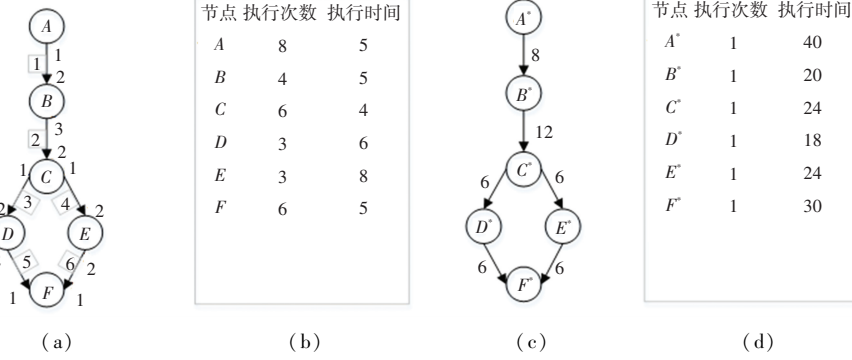 A
1
1
2
B
3
2
2
C
1
1
3
4
2
2
D
E
5
6
2
1
F
1
(a)
节点 执行次数 执行时间
A 8 5
B 4 5
C 6 4
D 3 6
E 3 8
F 6 5
(b)
A*
8
B*
12
C*
6
6
D*
E*
6
6
F*
(c)
节点 执行次数 执行时间
A* 1 40
B* 1 20
C* 1 24
D* 1 18
E* 1 24
F* 1 30
(d)